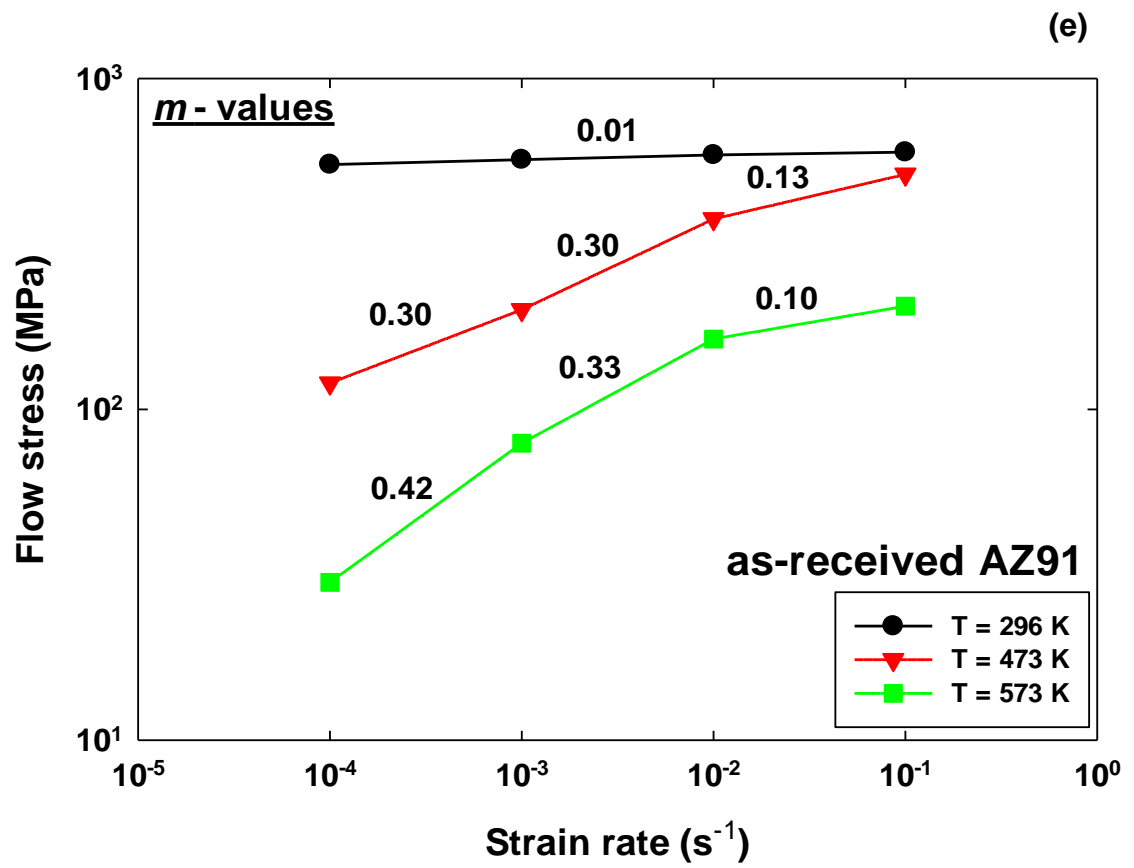 (e)
10³
m - values
0.01
0.13
0.30
0.10
0.30
0.33
10²
0.42
Flow stress (MPa)
as-received AZ91
T = 296 K
T = 473 K
T = 573 K
10¹
10⁻⁵ 10⁻⁴ 10⁻³ 10⁻² 10⁻¹ 10⁰
Strain rate (s⁻¹)